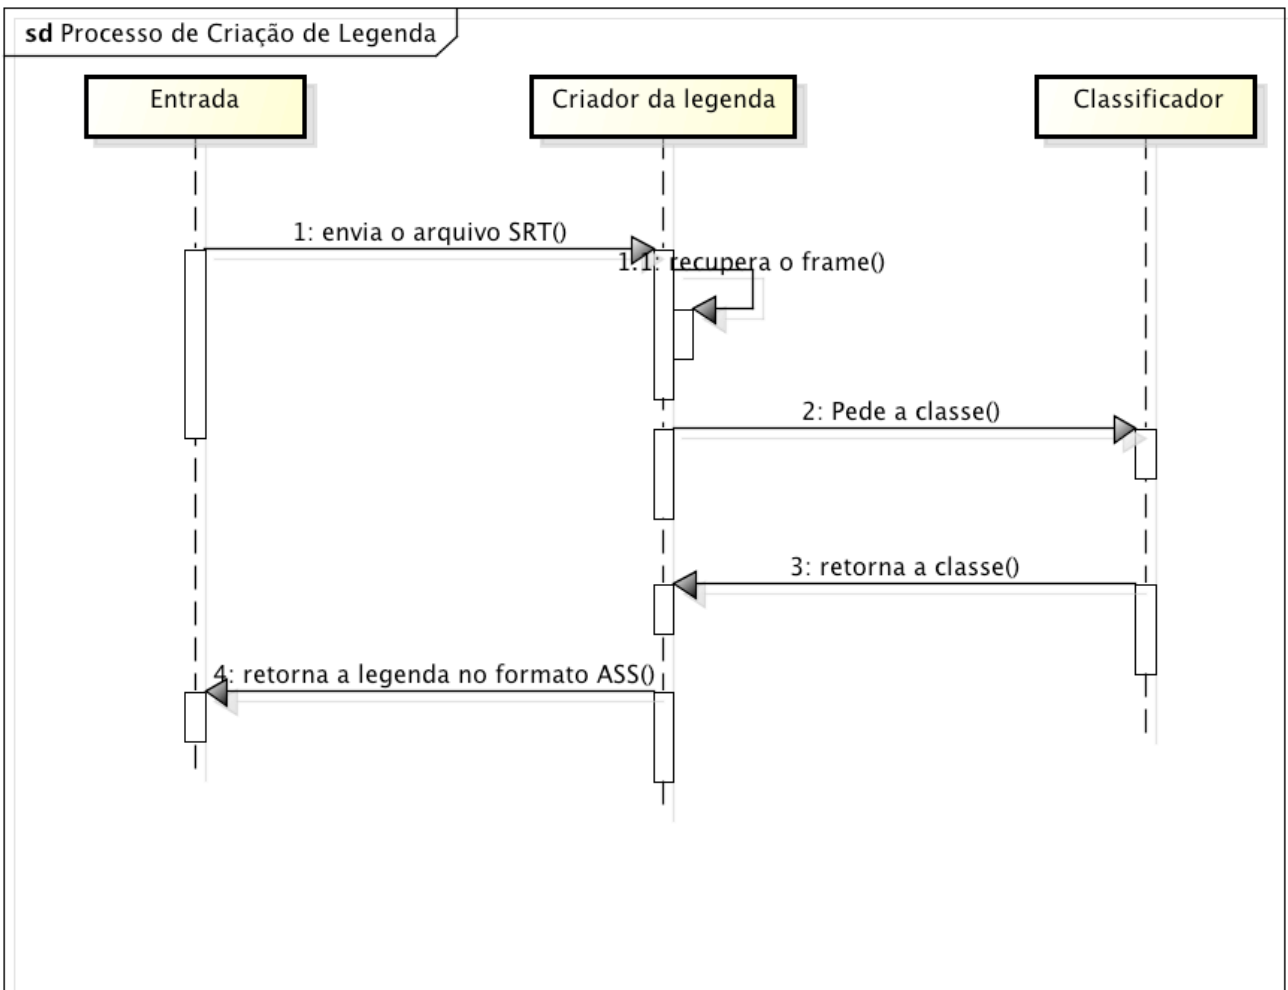 sd Processo de Criação de Legenda
Entrada
Criador da legenda
Classificador
1: envia o arquivo SRT()
1.1: recupera o frame()
2: Pede a classe()
3: retorna a classe()
4: retorna a legenda no formato ASS()